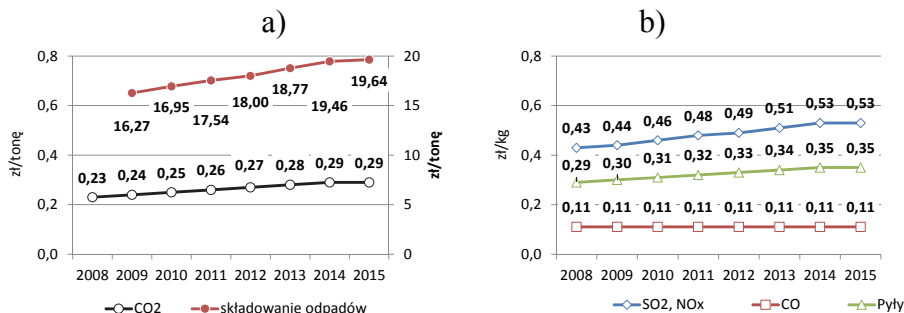 a)
b)
0,8
0,6
0,4
0,2
0,0
zł/tonę
20
15
10
5
0
zł/tonę
16,27 16,95 17,54 18,00 18,77 19,46 19,64
0,23 0,24 0,25 0,26 0,27 0,28 0,29 0,29
2008 2009 2010 2011 2012 2013 2014 2015
CO2 składowanie odpadów
0,8
0,6
0,4
0,2
0,0
zł/kg
0,43 0,44 0,46 0,48 0,49 0,51 0,53 0,53
0,29 0,30 0,31 0,32 0,33 0,34 0,35 0,35
0,11 0,11 0,11 0,11 0,11 0,11 0,11 0,11
2008 2009 2010 2011 2012 2013 2014 2015
SO2, NOx CO Pyły